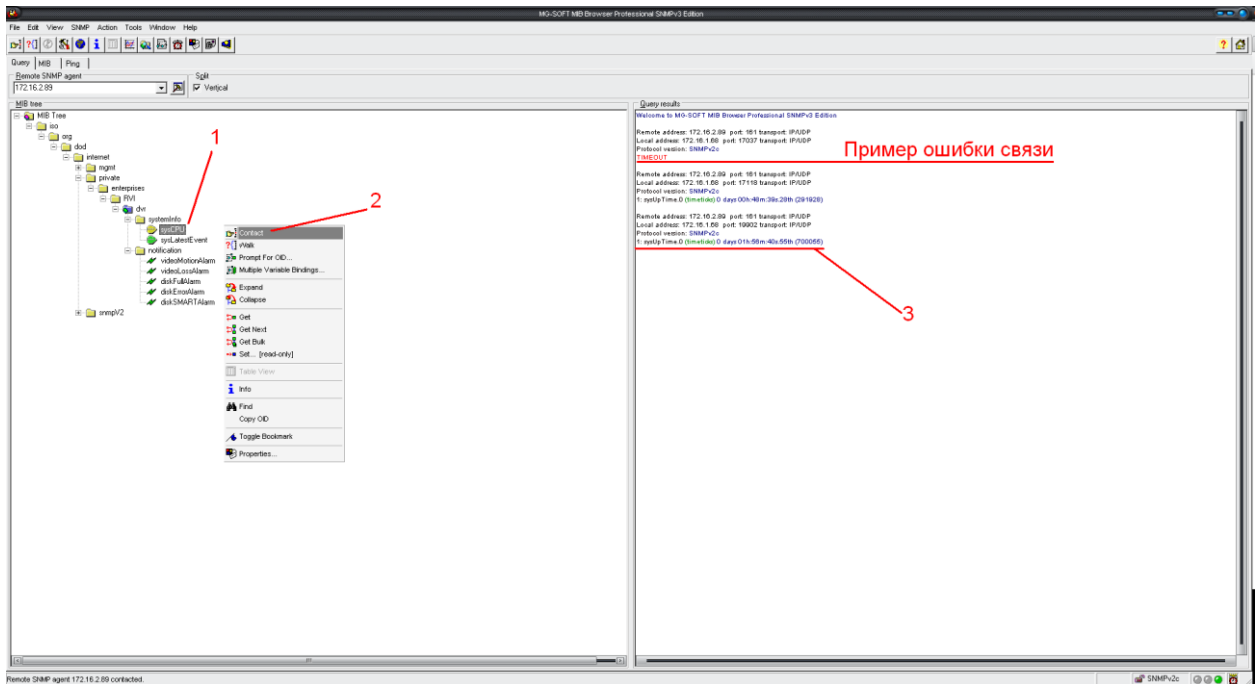 MG-SOFT MIB Browser Professional SNMPv3 Edition
File Edit View SNMP Action Tools Window Help
Query MIB Ping
Remote SNMP agent
Split
172.16.2.89
Vertical
MIB tree
MIB Tree
iso
org
dod
internet
mgmt
private
enterprises
RVI
dvr
systemInfo
sysCPU
sysLatestEvent
notification
videoMotionAlarm
videoLossAlarm
diskFullAlarm
diskErrorAlarm
diskSMARTAlarm
snmpV2
1
2
Contact
Walk
Prompt For OID...
Multiple Variable Bindings...
Expand
Collapse
Get
Get Next
Get Bulk
Set... [read-only]
Table View
Info
Find
Copy OID
Toggle Bookmark
Properties...
Query results
Welcome to MG-SOFT MIB Browser Professional SNMPv3 Edition
Remote address: 172.16.2.89 port: 161 transport: IP/UDP
Local address: 172.16.1.68 port: 17037 transport: IP/UDP
Protocol version: SNMPv2c
TIMEOUT
Пример ошибки связи
Remote address: 172.16.2.89 port: 161 transport: IP/UDP
Local address: 172.16.1.68 port: 17118 transport: IP/UDP
Protocol version: SNMPv2c
1: sysUpTime.0 (timeticks) 0 days 00h:48m:39s.28th (291928)
Remote address: 172.16.2.89 port: 161 transport: IP/UDP
Local address: 172.16.1.68 port: 19902 transport: IP/UDP
Protocol version: SNMPv2c
1: sysUpTime.0 (timeticks) 0 days 01h:56m:40s.55th (700055)
3
Remote SNMP agent 172.16.2.89 contacted.
SNMPv2c